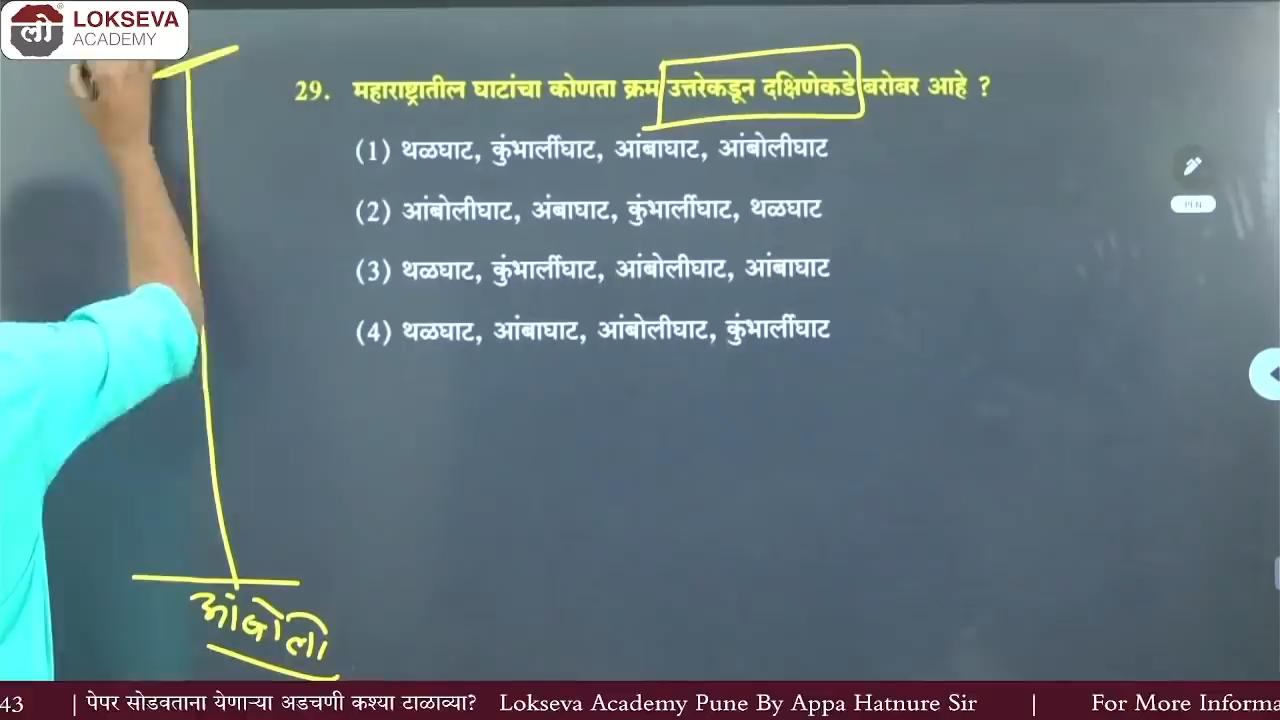 लो
LOKSEVA
ACADEMY
29. महाराष्ट्रातील घाटांचा कोणता क्रम उत्तरेकडून दक्षिणेकडे बरोबर आहे ?
(1) थळघाट, कुंभार्लीघाट, आंबाघाट, आंबोलीघाट
(2) आंबोलीघाट, अंबाघाट, कुंभार्लीघाट, थळघाट
(3) थळघाट, कुंभार्लीघाट, आंबोलीघाट, आंबाघाट
(4) थळघाट, आंबाघाट, आंबोलीघाट, कुंभार्लीघाट
PEN
आंबोली
43 | पेपर सोडवताना येणाऱ्या अडचणी कश्या टाळाव्या? Lokseva Academy Pune By Appa Hatnure Sir | For More Informa